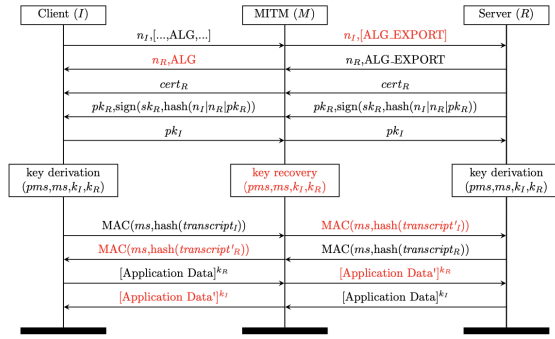 Client (I) MITM (M) Server (R)
n_I,[...,ALG,...] n_I,[ALG_EXPORT]
n_R,ALG n_R,ALG_EXPORT
cert_R cert_R
pk_R,sign(sk_R,hash(n_I|n_R|pk_R)) pk_R,sign(sk_R,hash(n_I|n_R|pk_R))
pk_I pk_I
key derivation key recovery key derivation
(pms,ms,k_I,k_R) (pms,ms,k_I,k_R) (pms,ms,k_I,k_R)
MAC(ms,hash(transcript_I)) MAC(ms,hash(transcript'_I))
MAC(ms,hash(transcript'_R)) MAC(ms,hash(transcript_R))
[Application Data]^{k_R} [Application Data']^{k_R}
[Application Data']^{k_I} [Application Data]^{k_I}